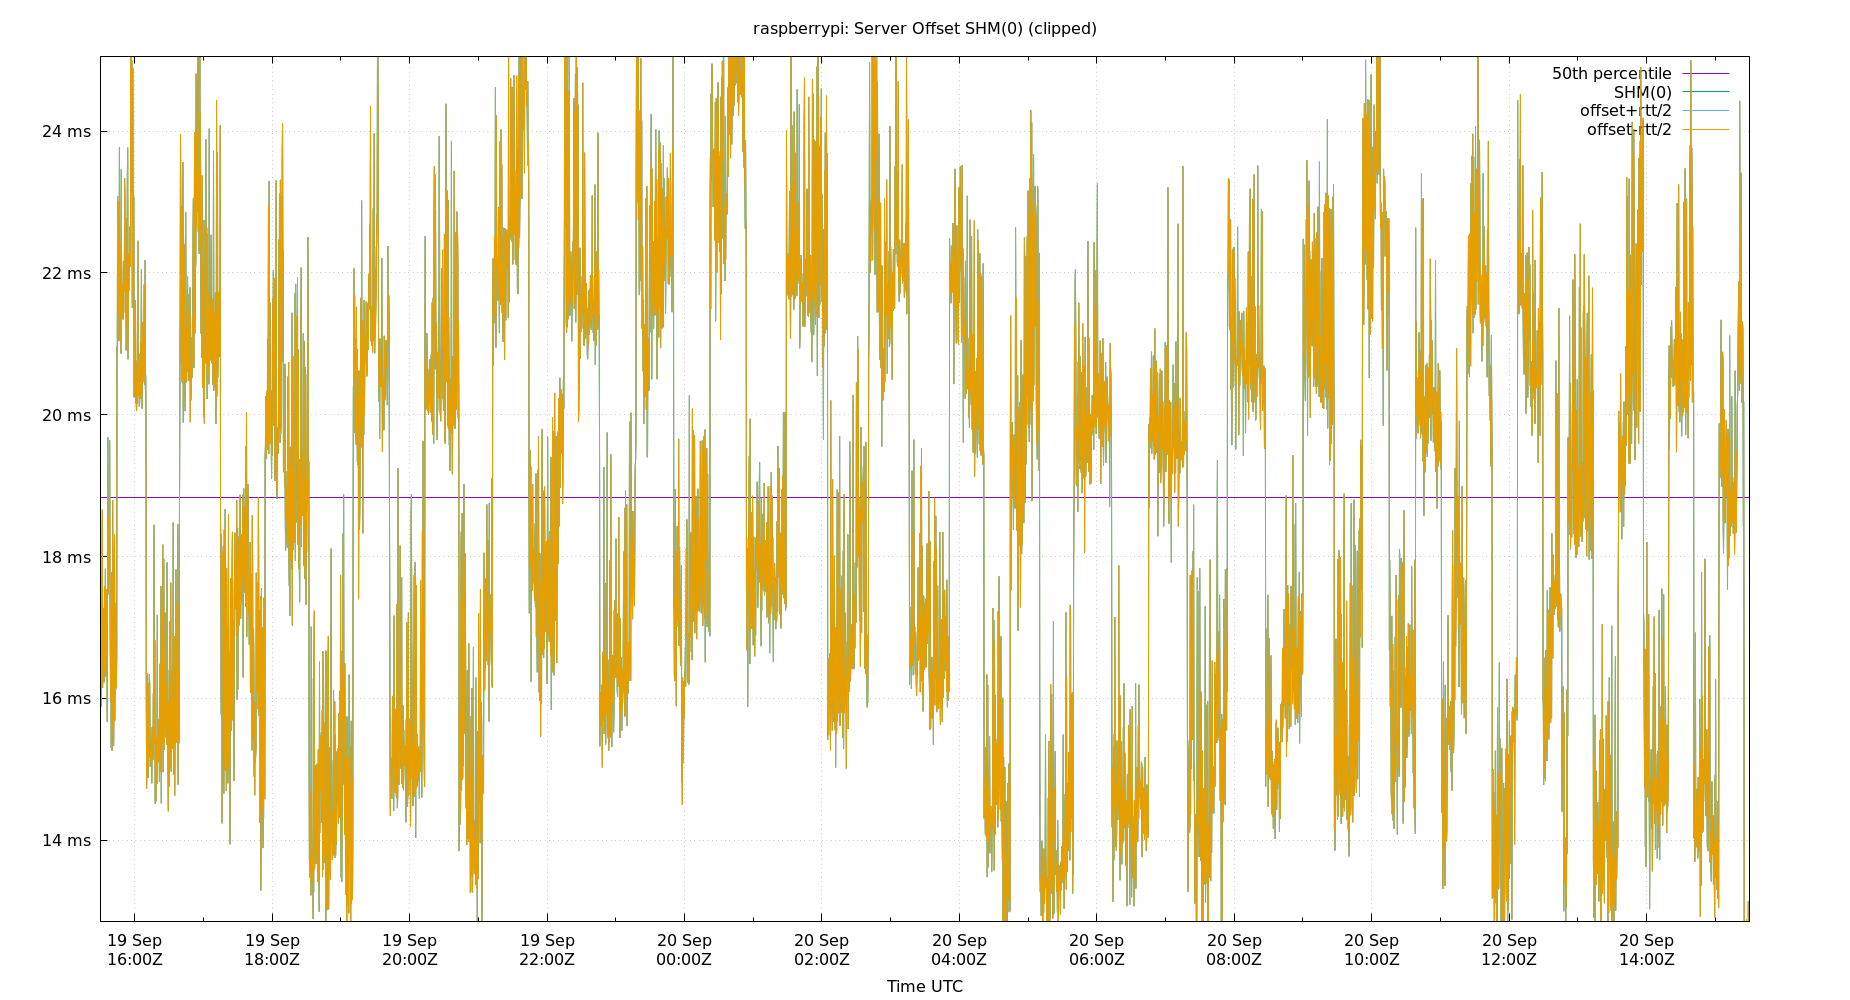 raspberrypi: Server Offset SHM(0) (clipped)
50th percentile
SHM(0)
offset+rtt/2
offset-rtt/2
24 ms
22 ms
20 ms
18 ms
16 ms
14 ms
19 Sep 19 Sep 19 Sep 19 Sep 20 Sep 20 Sep 20 Sep 20 Sep 20 Sep 20 Sep 20 Sep 20 Sep
16:00Z 18:00Z 20:00Z 22:00Z 00:00Z 02:00Z 04:00Z 06:00Z 08:00Z 10:00Z 12:00Z 14:00Z
Time UTC